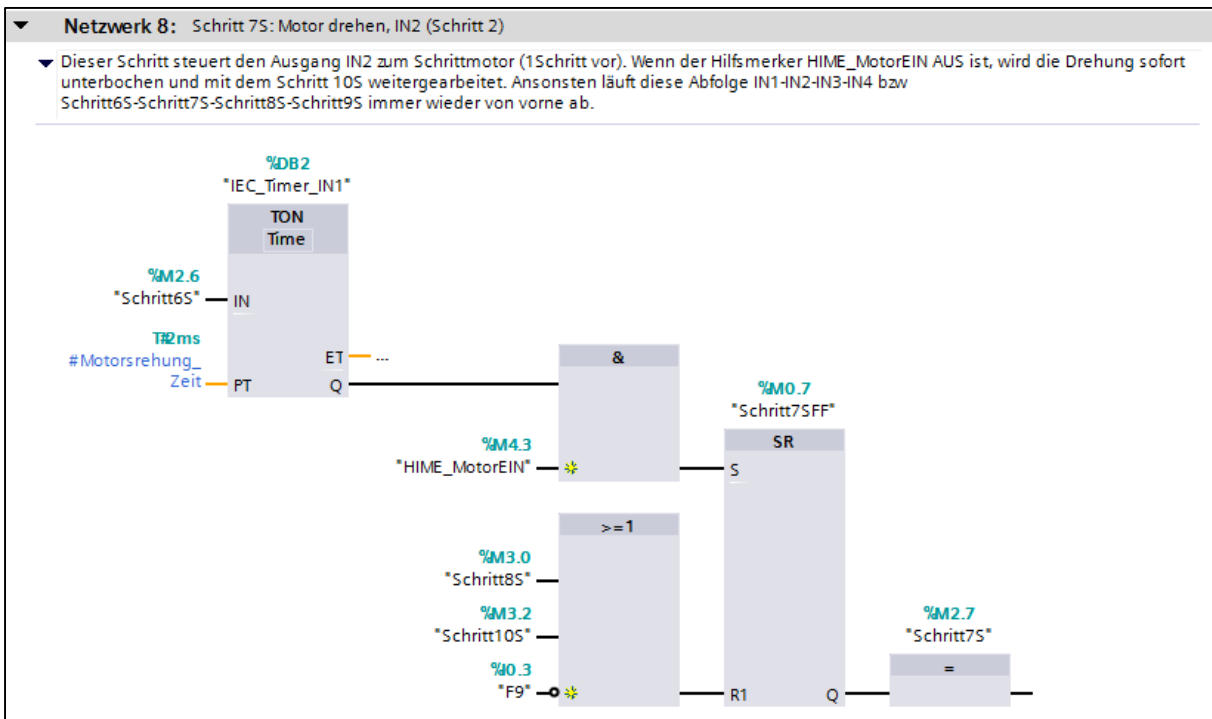 Netzwerk 8: Schritt 7S: Motor drehen, IN2 (Schritt 2)
Dieser Schritt steuert den Ausgang IN2 zum Schrittmotor (1Schritt vor). Wenn der Hilfsmerker HIME_MotorEIN AUS ist, wird die Drehung sofort
unterbochen und mit dem Schritt 10S weitergearbeitet. Ansonsten läuft diese Abfolge IN1-IN2-IN3-IN4 bzw
Schritt6S-Schritt7S-Schritt8S-Schritt9S immer wieder von vorne ab.
%DB2
"IEC_Timer_IN1"
TON
Time
%M2.6
"Schritt6S"
IN
T#2ms
#Motorsrehung_
Zeit
PT
ET
...
Q
&
%M4.3
"HIME_MotorEIN"
%M0.7
"Schritt7SFF"
SR
S
>=1
%M3.0
"Schritt8S"
%M3.2
"Schritt10S"
%I0.3
"F9"
R1
Q
%M2.7
"Schritt7S"
=